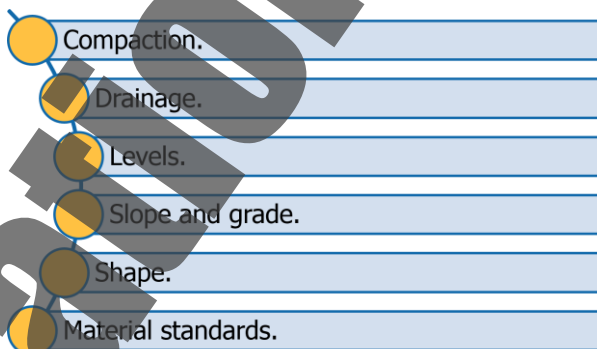 Compaction.
Drainage.
Levels.
Slope and grade.
Shape.
Material standards.